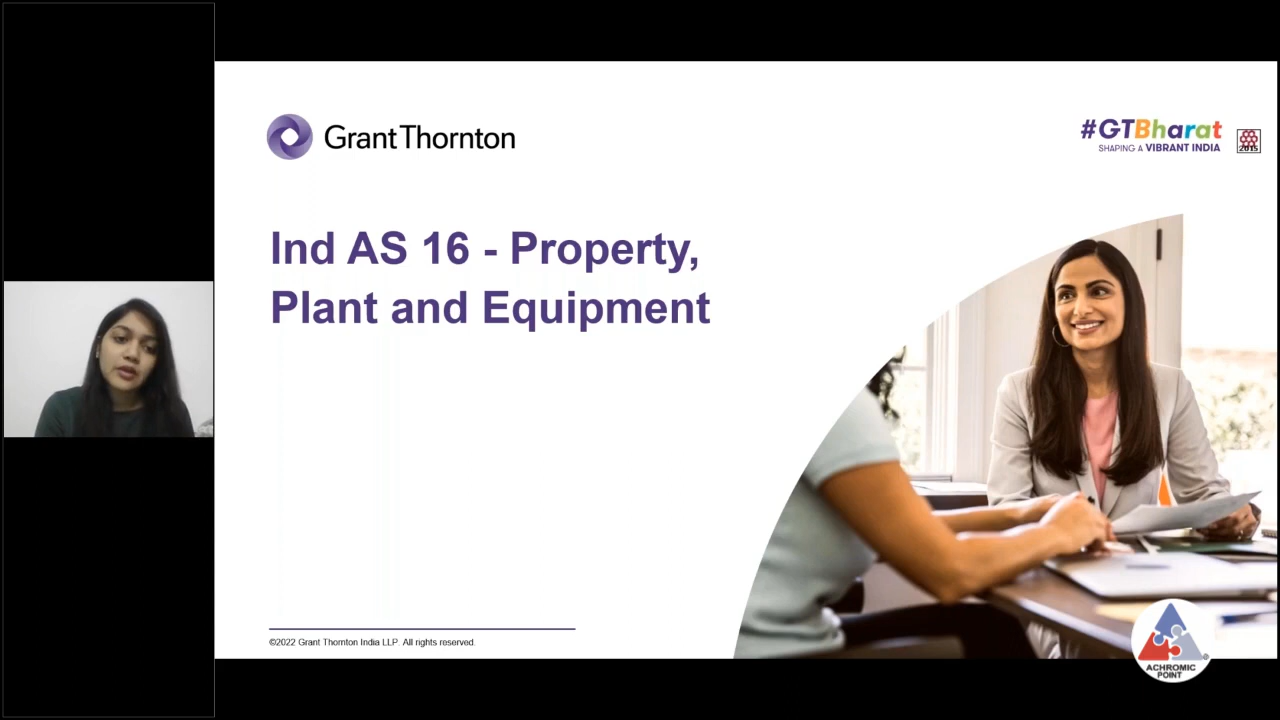 Grant Thornton
#GTBharat
SHAPING A VIBRANT INDIA
2015
Ind AS 16 - Property,
Plant and Equipment
©2022 Grant Thornton India LLP. All rights reserved.
ACHROMIC
POINT
®